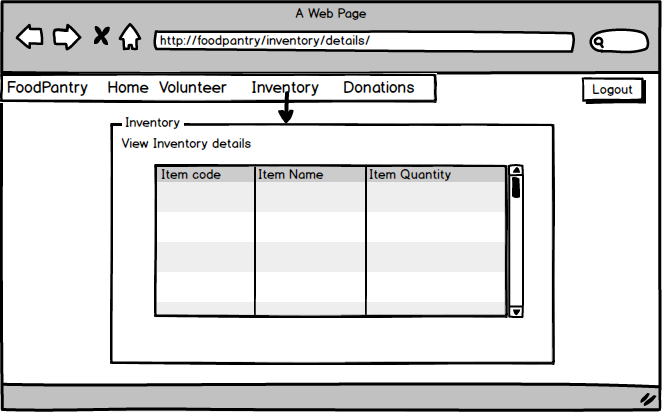 A Web Page
http://foodpantry/inventory/details/
FoodPantry Home Volunteer Inventory Donations
Logout
Inventory
View Inventory details
Item code Item Name Item Quantity